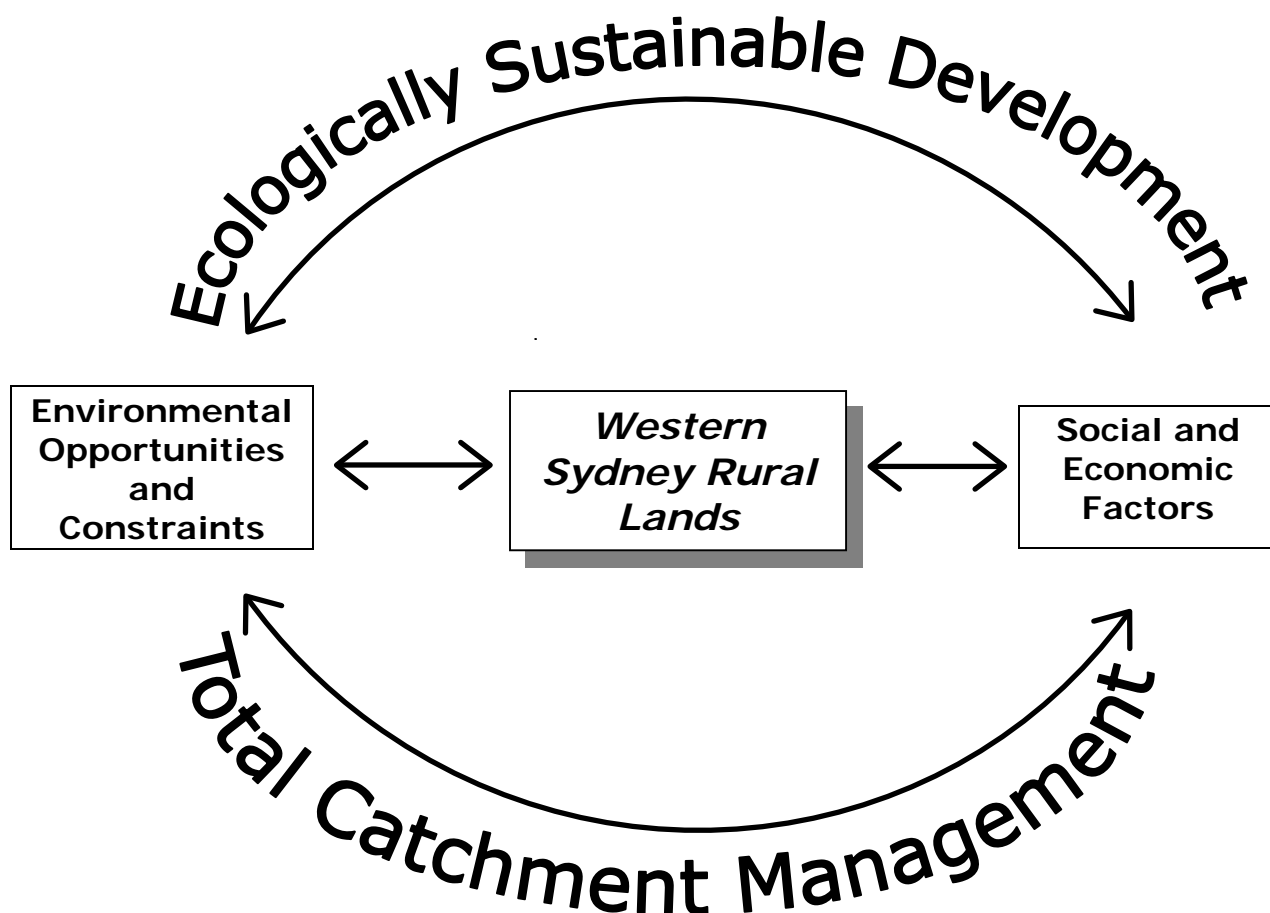 Ecologically Sustainable Development
Environmental
Opportunities
and
Constraints
Western
Sydney Rural
Lands
Social and
Economic
Factors
Total Catchment Management